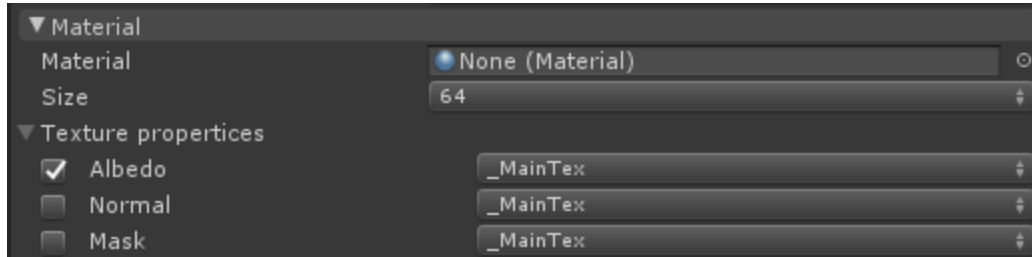 Material
Material None (Material)
Size 64
Texture propertices
Albedo _MainTex
Normal _MainTex
Mask _MainTex